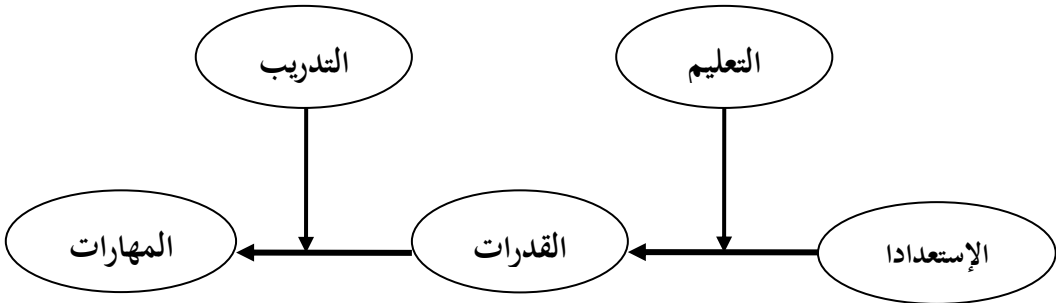 التعليم
التدريب
الإستعدادا
القدرات
المهارات